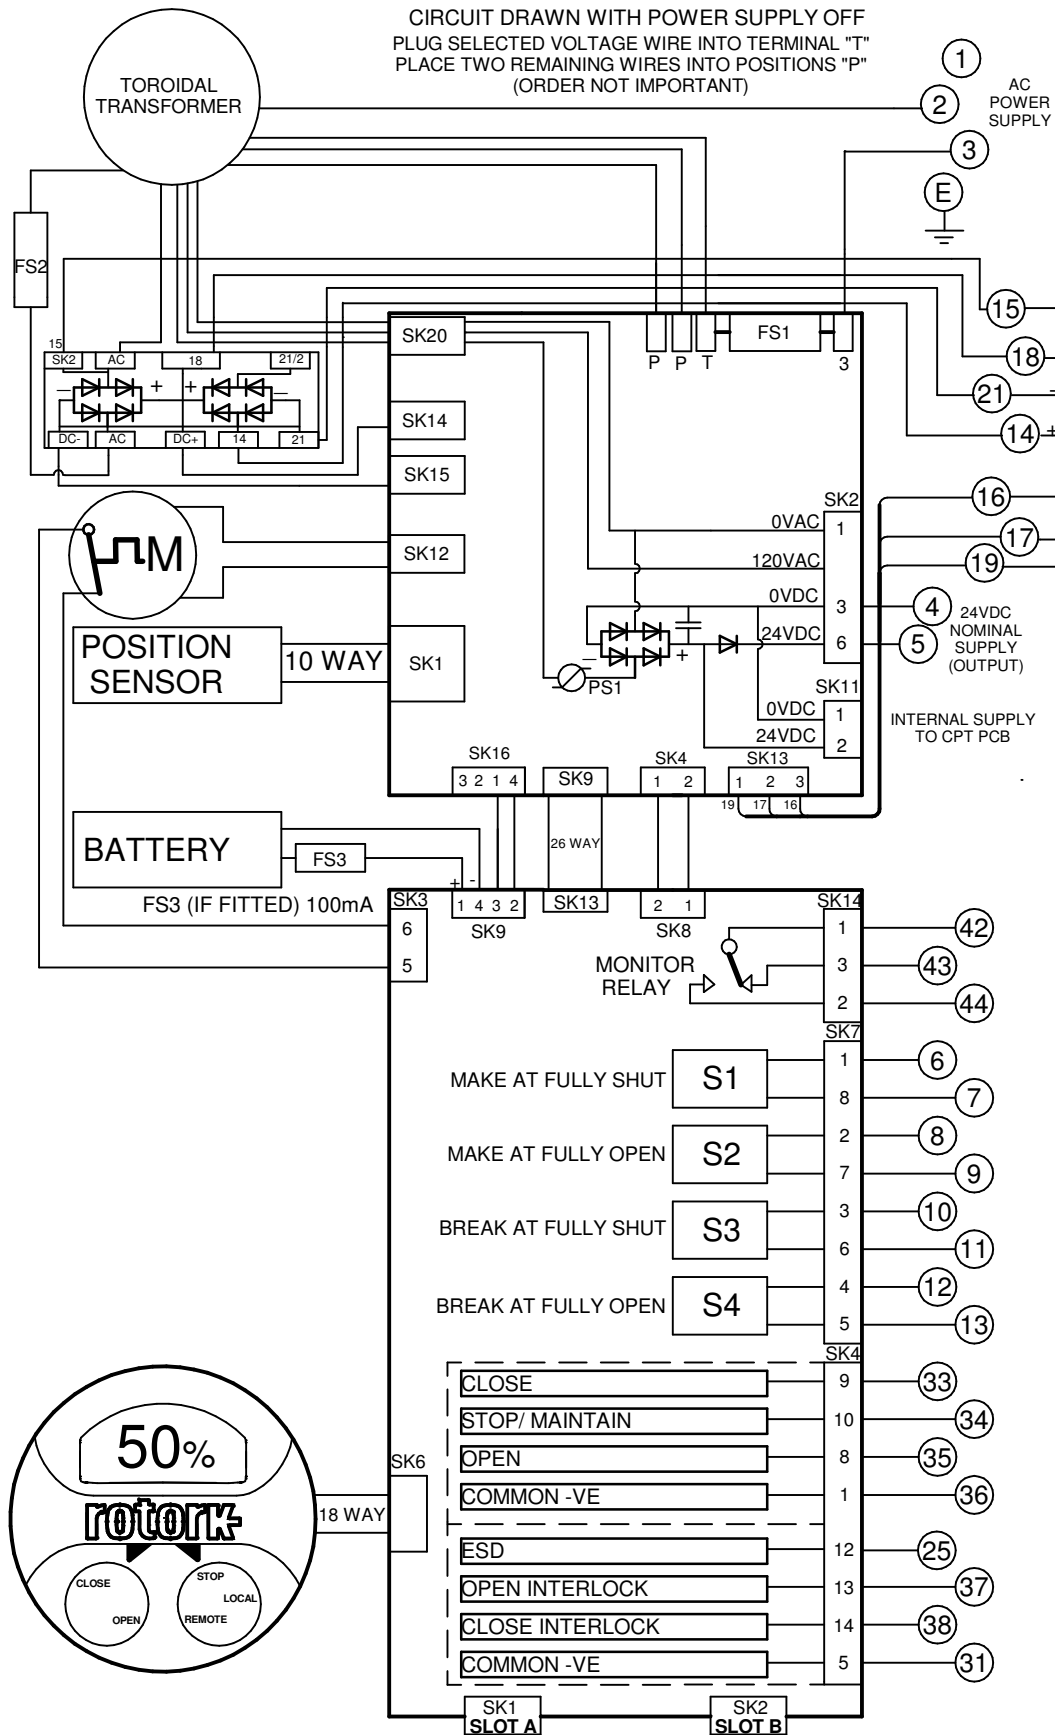 CIRCUIT DRAWN WITH POWER SUPPLY OFF
PLUG SELECTED VOLTAGE WIRE INTO TERMINAL "T"
PLACE TWO REMAINING WIRES INTO POSITIONS "P"
(ORDER NOT IMPORTANT)
TOROIDAL
TRANSFORMER
1
2
3
E
AC
POWER
SUPPLY
FS2
15
SK2
AC
18
21/2
− + + −
DC-
AC
DC+
14
21
SK20
SK14
SK15
SK12
SK1
P P T
FS1
3
15
18
21 -
14 +
16
17
19
M
POSITION
SENSOR
10 WAY
SK2
0VAC 1
120VAC
0VDC 3
24VDC 6
4
5
24VDC
NOMINAL
SUPPLY
(OUTPUT)
− +
PS1
SK11
0VDC 1
24VDC 2
INTERNAL SUPPLY
TO CPT PCB
SK16
3 2 1 4
SK9
SK4
1 2
SK13
1 2 3
19 17 16
.
BATTERY
FS3
FS3 (IF FITTED) 100mA
26 WAY
+ -
SK3
6
5
1 4 3 2
SK9
SK13
2 1
SK8
SK14
1 42
3 43
2 44
MONITOR
RELAY
SK7
MAKE AT FULLY SHUT S1
1 6
8 7
MAKE AT FULLY OPEN S2
2 8
7 9
BREAK AT FULLY SHUT S3
3 10
6 11
BREAK AT FULLY OPEN S4
4 12
5 13
SK4
CLOSE 9 33
STOP/ MAINTAIN 10 34
OPEN 8 35
COMMON -VE 1 36
ESD 12 25
OPEN INTERLOCK 13 37
CLOSE INTERLOCK 14 38
COMMON -VE 5 31
50%
rotork
CLOSE
OPEN
STOP
LOCAL
REMOTE
18 WAY
SK6
SK1
SLOT A
SK2
SLOT B